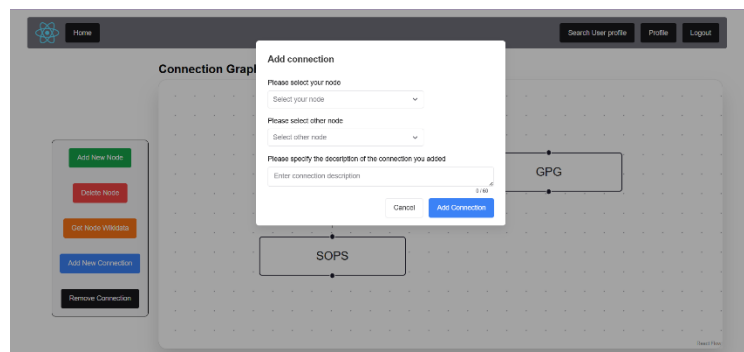 Home
Search User profile
Profile
Logout
Connection Grap
Add connection
Please select your node
Select your node
Please select other node
Select other node
Please specify the decsription of the connection you added
Enter connection description
0 / 60
Cancel
Add Connection
Add New Node
Delete Node
Get Node Wikidata
Add New Connection
Remove Connection
GPG
SOPS
React Flow